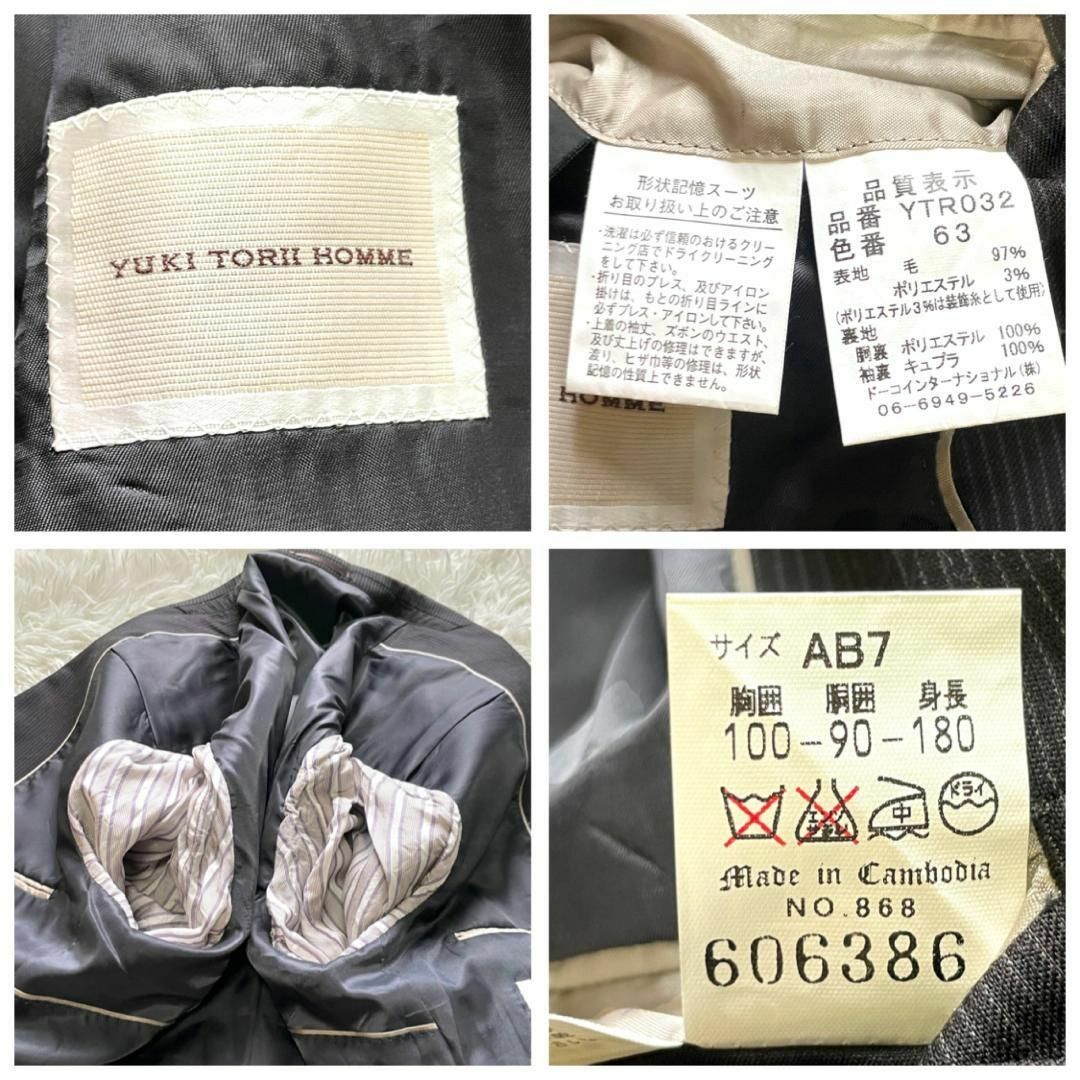 YUKI TORII HOMME
形状記憶スーツ
お取り扱い上のご注意
・洗濯は必ず信頼のおけるクリー
ニング店でドライクリーニング
をして下さい。
・折り目のプレス、及びアイロン
掛けは、もとの折り目ラインに
必ずプレス・アイロンして下さい。
・上着の袖丈、ズボンのウエスト、
及び丈上げの修理はできますが、
渡り、ヒザ巾等の修理は、形状
記憶の性質上できません。
HOMME
品質表示
品番 YTR032
色番 63
表地 毛 97%
ポリエステル 3%
(ポリエステル3%は装飾糸として使用)
裏地
胴裏 ポリエステル 100%
袖裏 キュプラ 100%
ドーコインターナショナル(株)
06-6949-5226
サイズ AB7
胸囲 胴囲 身長
100-90-180
中 ドライ
Made in Cambodia
NO.868
606386